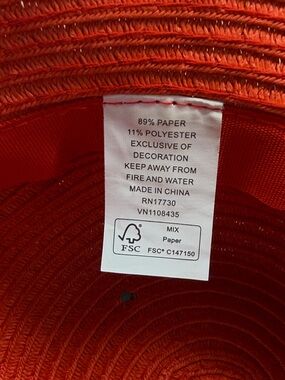 89% PAPER
11% POLYESTER
EXCLUSIVE OF
DECORATION
KEEP AWAY FROM
FIRE AND WATER
MADE IN CHINA
RN17730
VN1108435
MIX
Paper
FSC
FSC® C147150